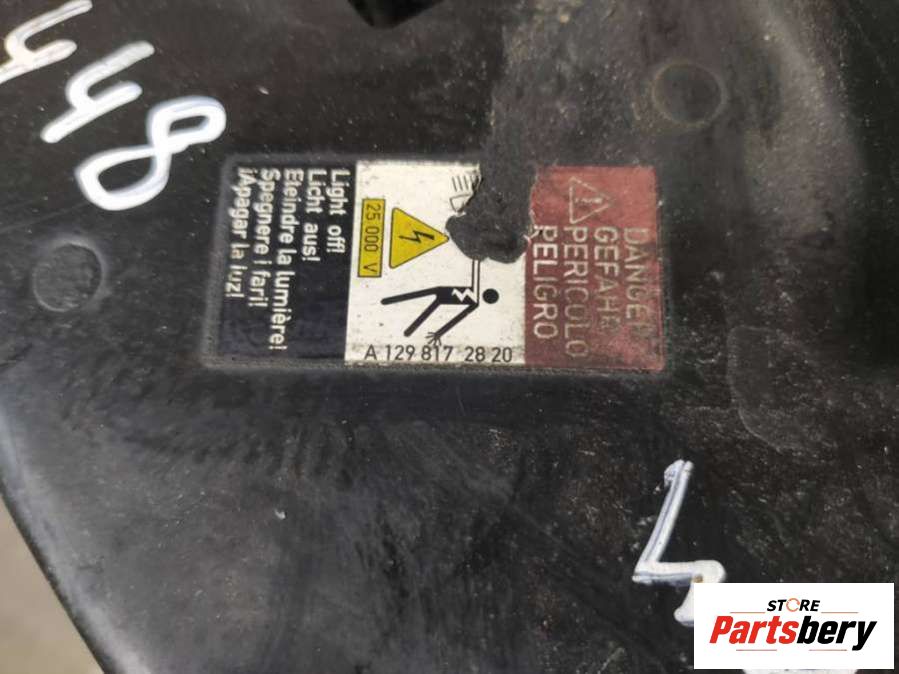 448
DANGER
GEFAHR
PERICOLO
PELIGRO
25 000 V
A 129 817 28 20
Light off!
Licht aus!
Eteindre la lumière!
Spegnere i fari!
¡Apagar la luz!
STORE
Partsbery